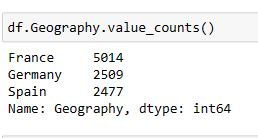 df.Geography.value_counts()
France     5014
Germany    2509
Spain      2477
Name: Geography, dtype: int64